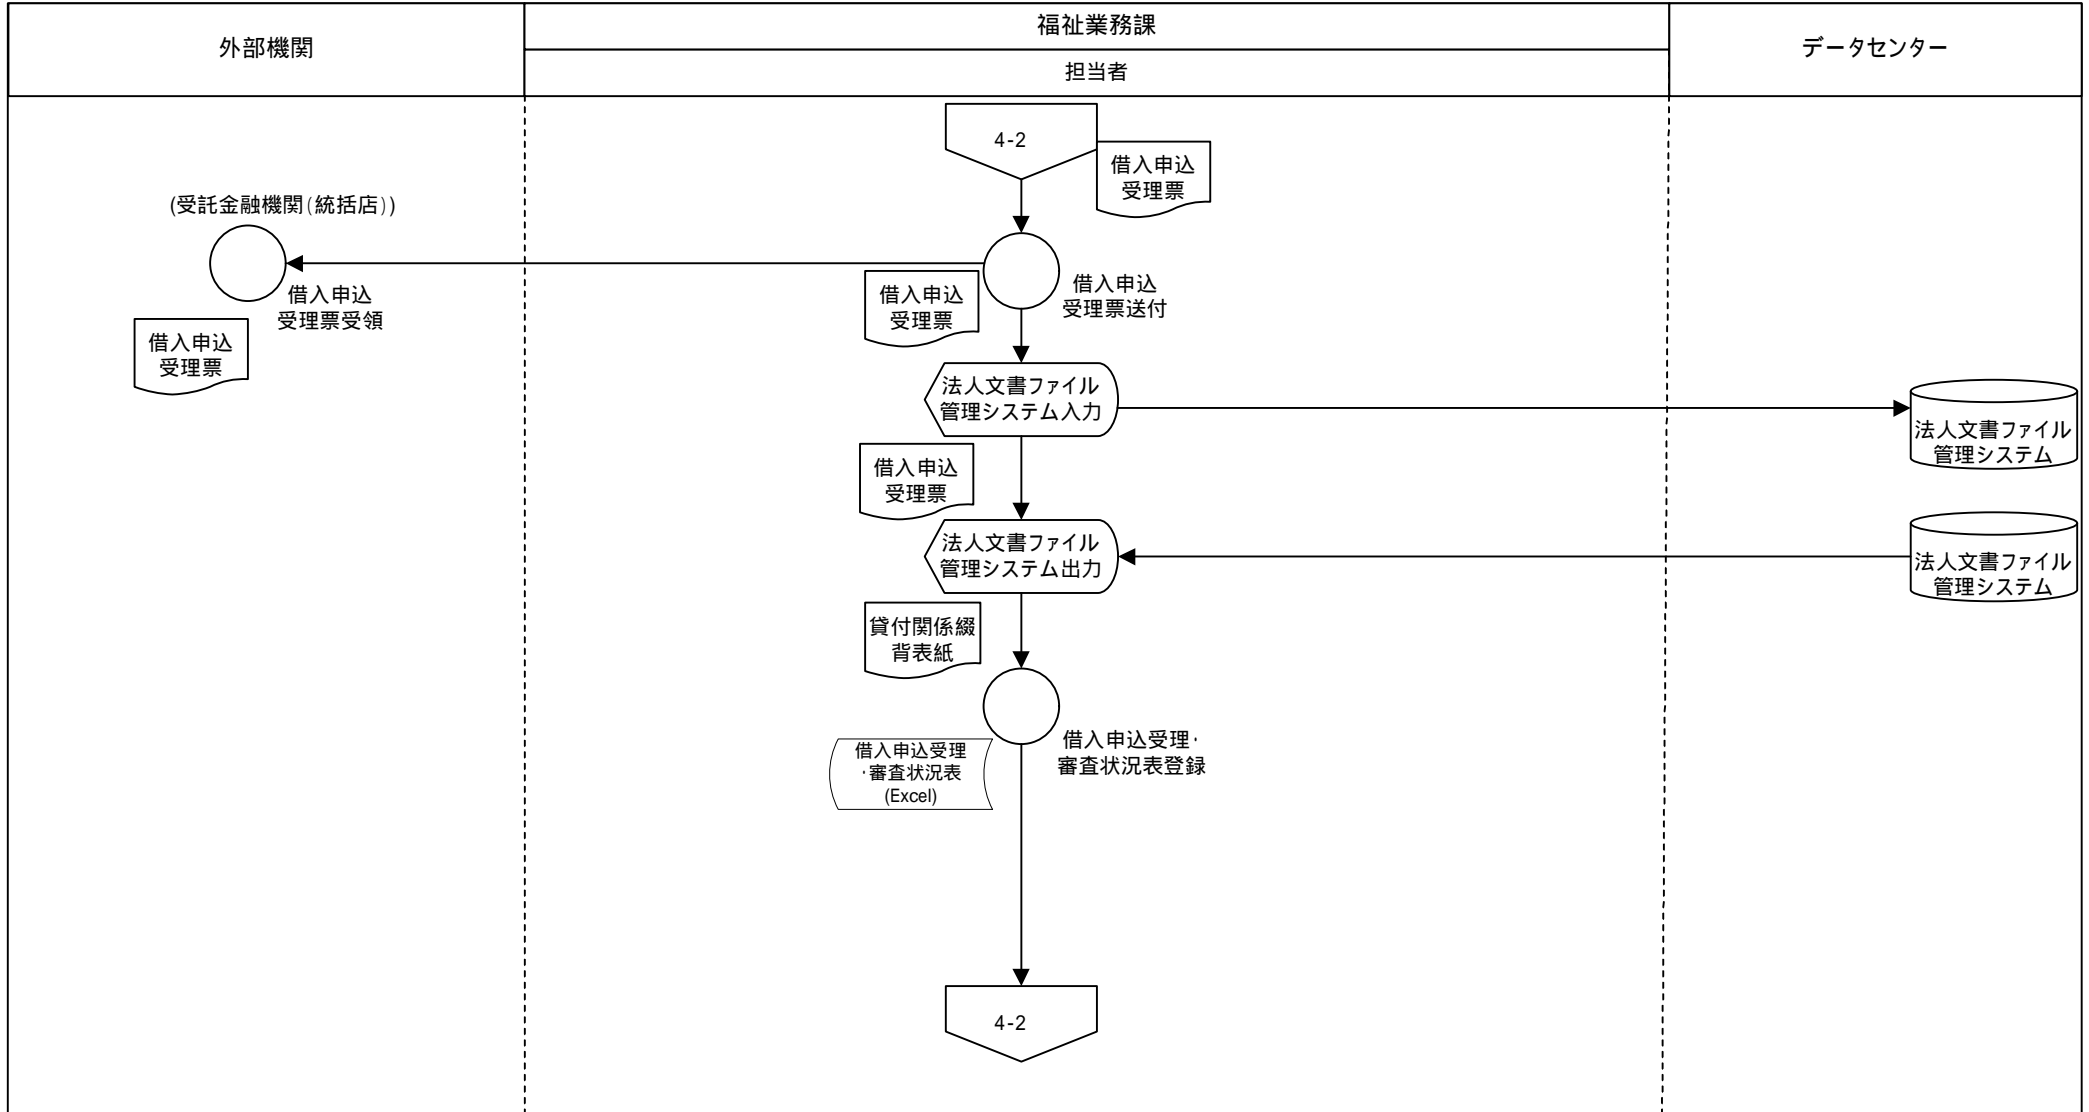 外部機関
福祉業務課
担当者
データセンター
4-2
借入申込
受理票
(受託金融機関(統括店))
借入申込
受理票受領
借入申込
受理票
借入申込
受理票
借入申込
受理票送付
法人文書ファイル
管理システム入力
法人文書ファイル
管理システム
借入申込
受理票
法人文書ファイル
管理システム出力
法人文書ファイル
管理システム
貸付関係綴
背表紙
借入申込受理
・審査状況表
(Excel)
借入申込受理・
審査状況表登録
4-2